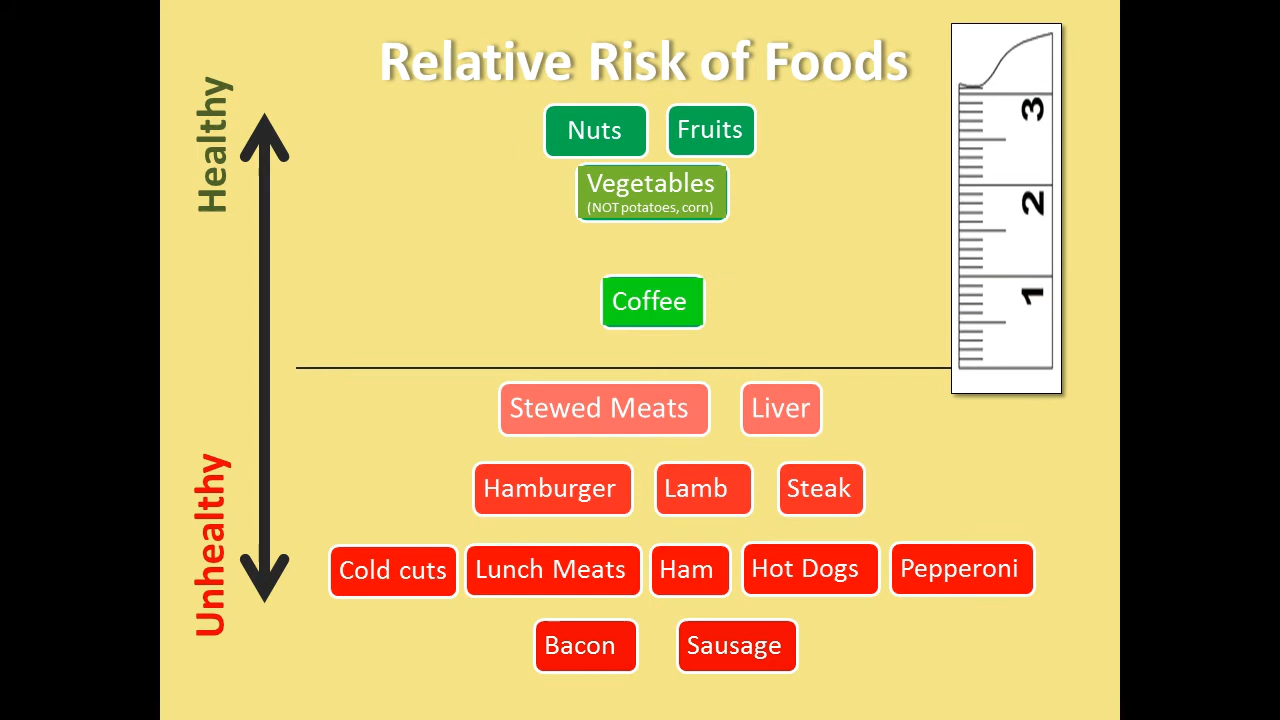 Relative Risk of Foods
Healthy
Nuts Fruits
Vegetables
(NOT potatoes, corn)
Coffee
3
2
1
Stewed Meats Liver
Hamburger Lamb Steak
Unhealthy
Cold cuts Lunch Meats Ham Hot Dogs Pepperoni
Bacon Sausage